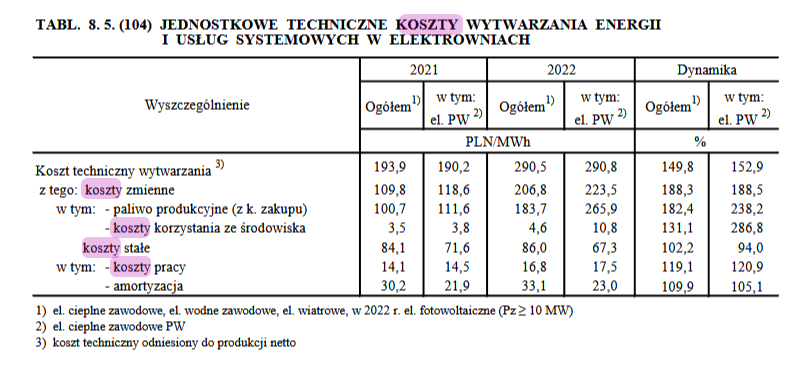 TABL. 8. 5. (104) JEDNOSTKOWE TECHNICZNE KOSZTY WYTWARZANIA ENERGII
I USŁUG SYSTEMOWYCH W ELEKTROWNIACH
Wyszczególnienie 2021 2022 Dynamika
Ogółem1) w tym: el. PW 2) Ogółem1) w tym: el. PW 2) Ogółem1) w tym: el. PW 2)
PLN/MWh %
Koszt techniczny wytwarzania 3) 193,9 190,2 290,5 290,8 149,8 152,9
z tego: koszty zmienne 109,8 118,6 206,8 223,5 188,3 188,5
w tym: - paliwo produkcyjne (z k. zakupu) 100,7 111,6 183,7 265,9 182,4 238,2
- koszty korzystania ze środowiska 3,5 3,8 4,6 10,8 131,1 286,8
koszty stałe 84,1 71,6 86,0 67,3 102,2 94,0
w tym: - koszty pracy 14,1 14,5 16,8 17,5 119,1 120,9
- amortyzacja 30,2 21,9 33,1 23,0 109,9 105,1
1) el. cieplne zawodowe, el. wodne zawodowe, el. wiatrowe, w 2022 r. el. fotowoltaiczne (Pz ≥ 10 MW)
2) el. cieplne zawodowe PW
3) koszt techniczny odniesiony do produkcji netto